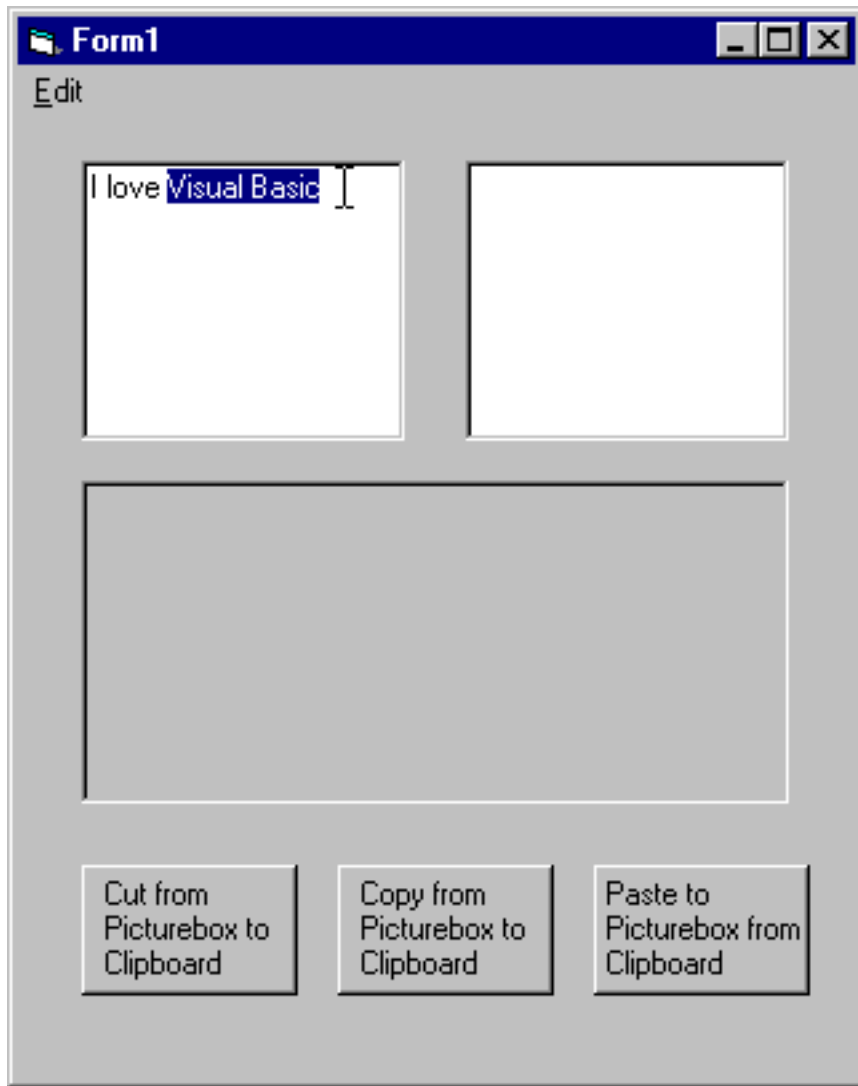 Form1
Edit
I love Visual Basic
Cut from
Picturebox to
Clipboard
Copy from
Picturebox to
Clipboard
Paste to
Picturebox from
Clipboard